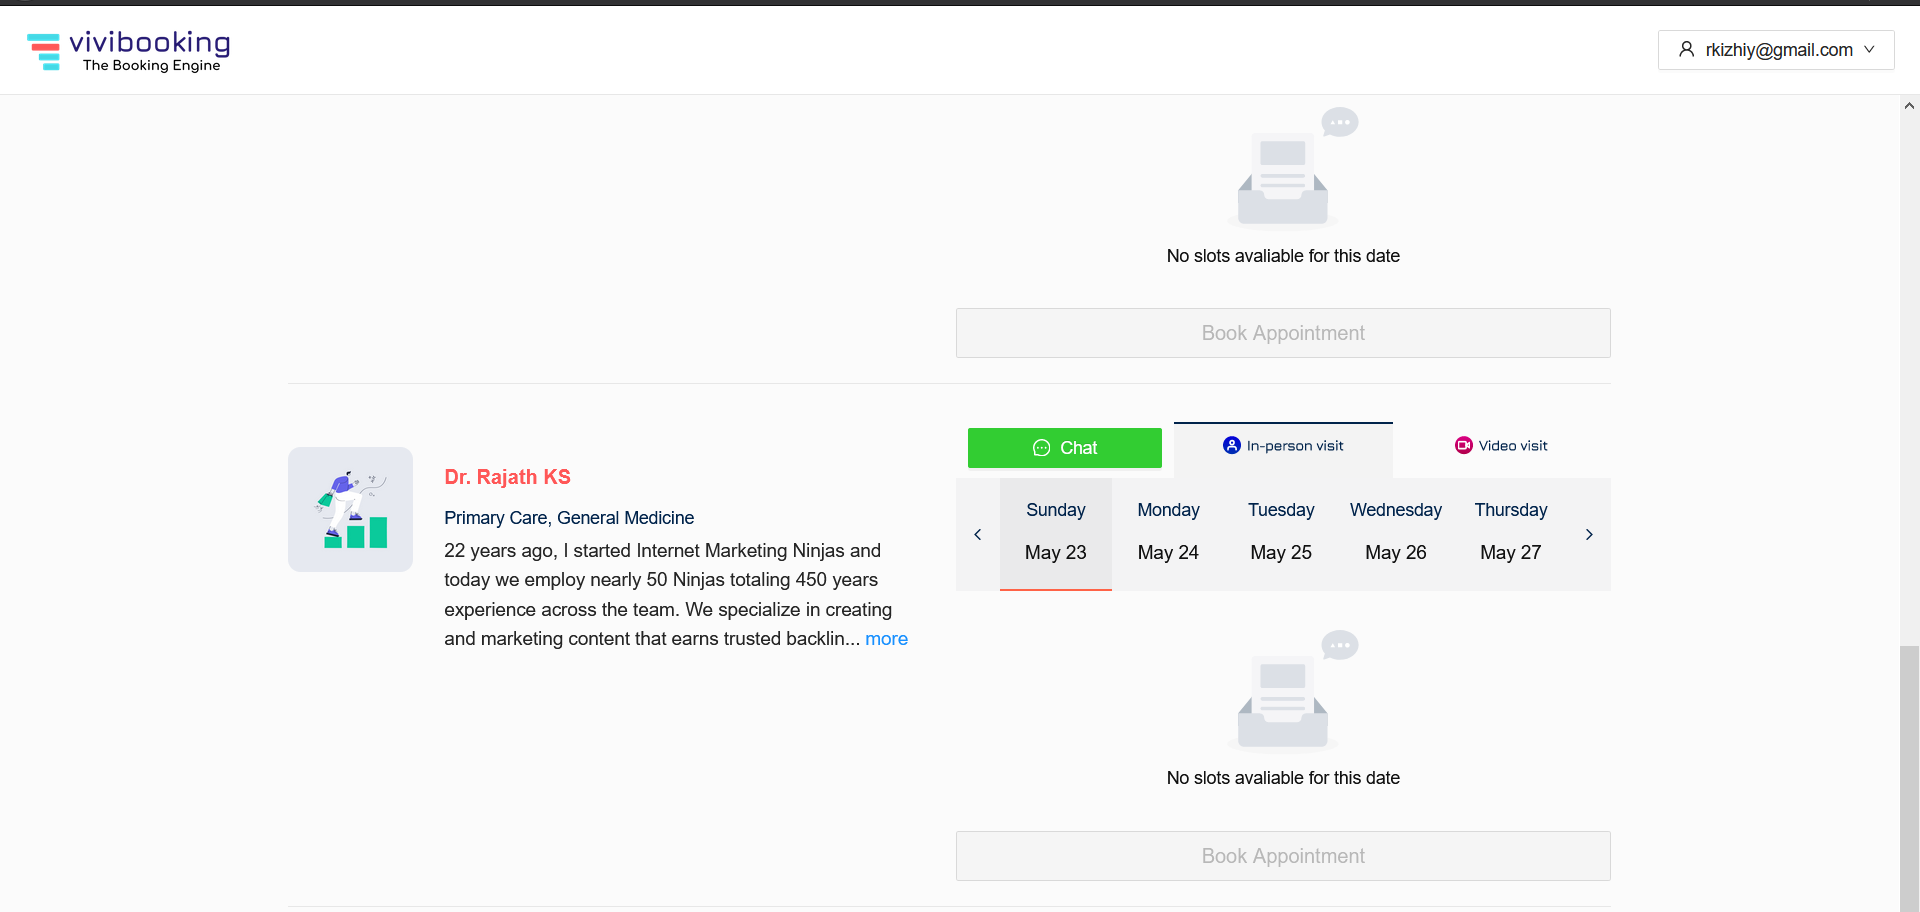 vivibooking
The Booking Engine
rkizhiy@gmail.com
No slots avaliable for this date
Book Appointment
Chat
In-person visit
Video visit
Dr. Rajath KS
Primary Care, General Medicine
22 years ago, I started Internet Marketing Ninjas and
today we employ nearly 50 Ninjas totaling 450 years
experience across the team. We specialize in creating
and marketing content that earns trusted backlin... more
Sunday Monday Tuesday Wednesday Thursday
May 23 May 24 May 25 May 26 May 27
No slots avaliable for this date
Book Appointment